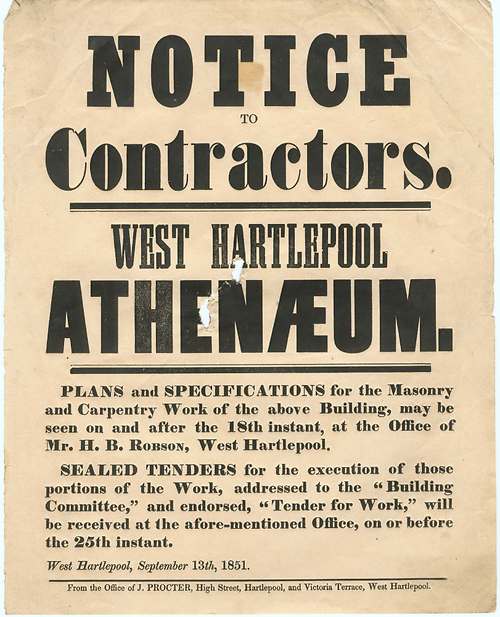 NOTICE
TO
Contractors.
WEST HARTLEPOOL
ATHENÆUM.
PLANS and SPECIFICATIONS for the Masonry
and Carpentry Work of the above Building, may be
seen on and after the 18th instant, at the Office of
Mr. H. B. ROBSON, West Hartlepool.
SEALED TENDERS for the execution of those
portions of the Work, addressed to the “Building
Committee,” and endorsed, “Tender for Work,” will
be received at the afore-mentioned Office, on or before
the 25th instant.
West Hartlepool, September 13th, 1851.
From the Office of J. PROCTER, High Street, Hartlepool, and Victoria Terrace, West Hartlepool.